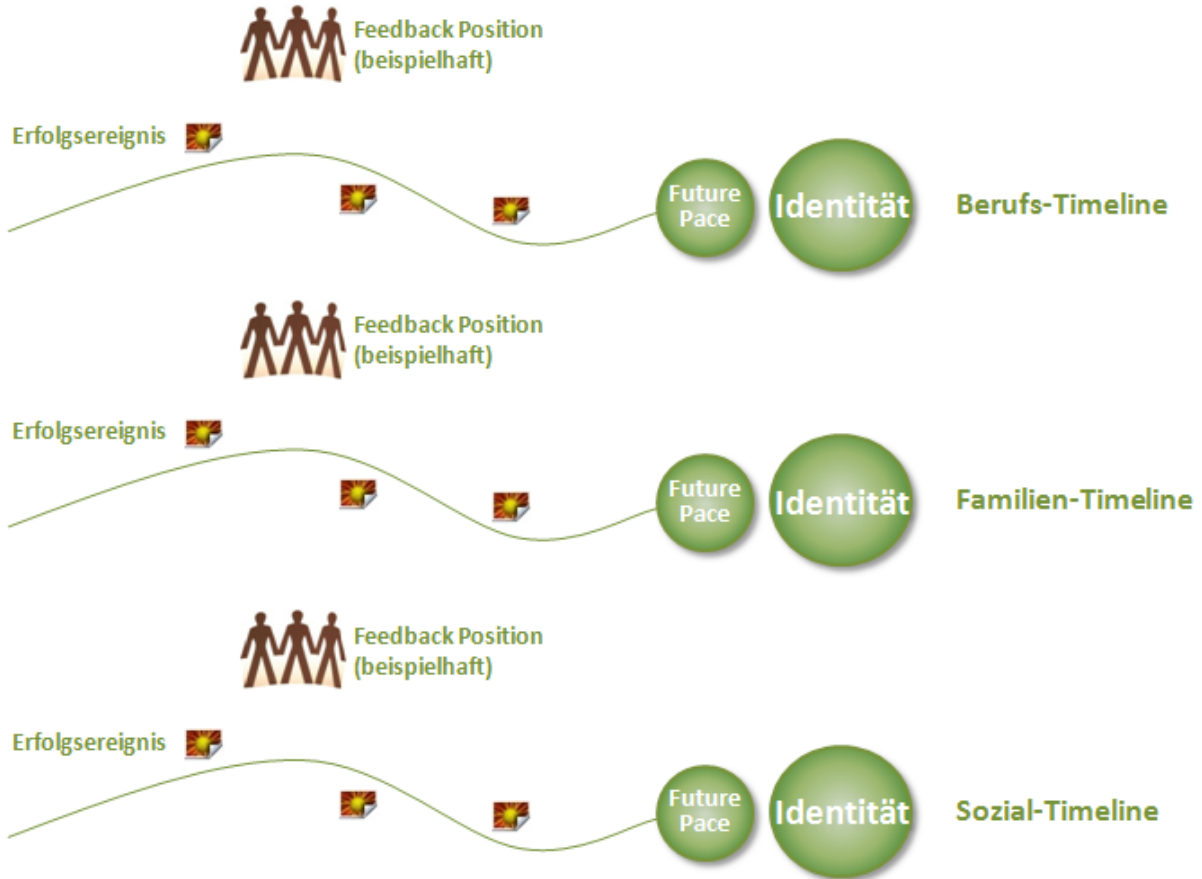 Feedback Position
(beispielhaft)
Erfolgsereignis
Future
Pace
Identität
Berufs-Timeline
Feedback Position
(beispielhaft)
Erfolgsereignis
Future
Pace
Identität
Familien-Timeline
Feedback Position
(beispielhaft)
Erfolgsereignis
Future
Pace
Identität
Sozial-Timeline